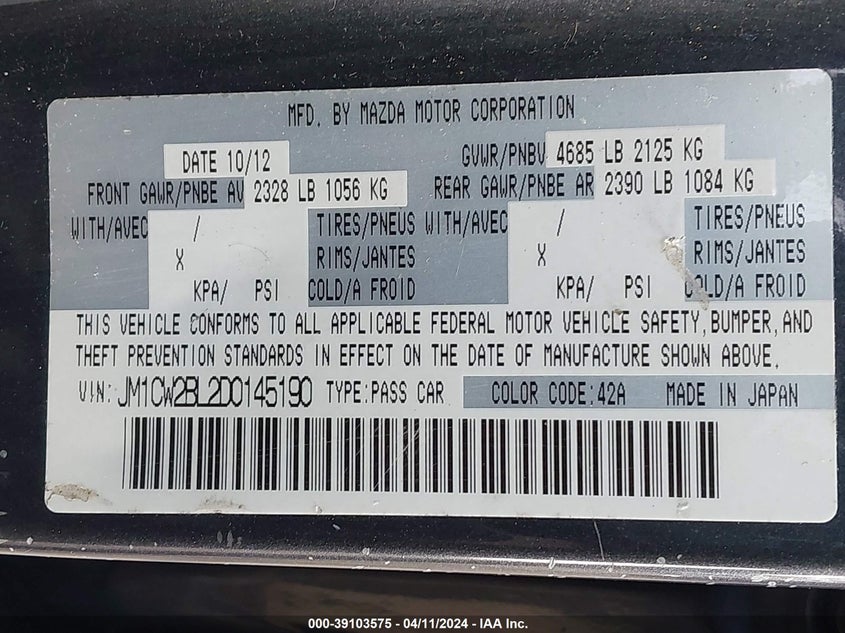 MFD. BY MAZDA MOTOR CORPORATION
DATE 10/12 GVWR/PNBV 4685 LB 2125 KG
FRONT GAWR/PNBE AV 2328 LB 1056 KG REAR GAWR/PNBE AR 2390 LB 1084 KG
WITH/AVEC / TIRES/PNEUS WITH/AVEC / TIRES/PNEUS
X RIMS/JANTES X RIMS/JANTES
KPA/ PSI COLD/A FROID KPA/ PSI COLD/A FROID
THIS VEHICLE CONFORMS TO ALL APPLICABLE FEDERAL MOTOR VEHICLE SAFETY, BUMPER, AND
THEFT PREVENTION STANDARDS IN EFFECT ON THE DATE OF MANUFACTURE SHOWN ABOVE.
VIN: JM1CW2BL2D0145190 TYPE: PASS CAR COLOR CODE: 42A MADE IN JAPAN
000-39103575 - 04/11/2024 - IAA Inc.